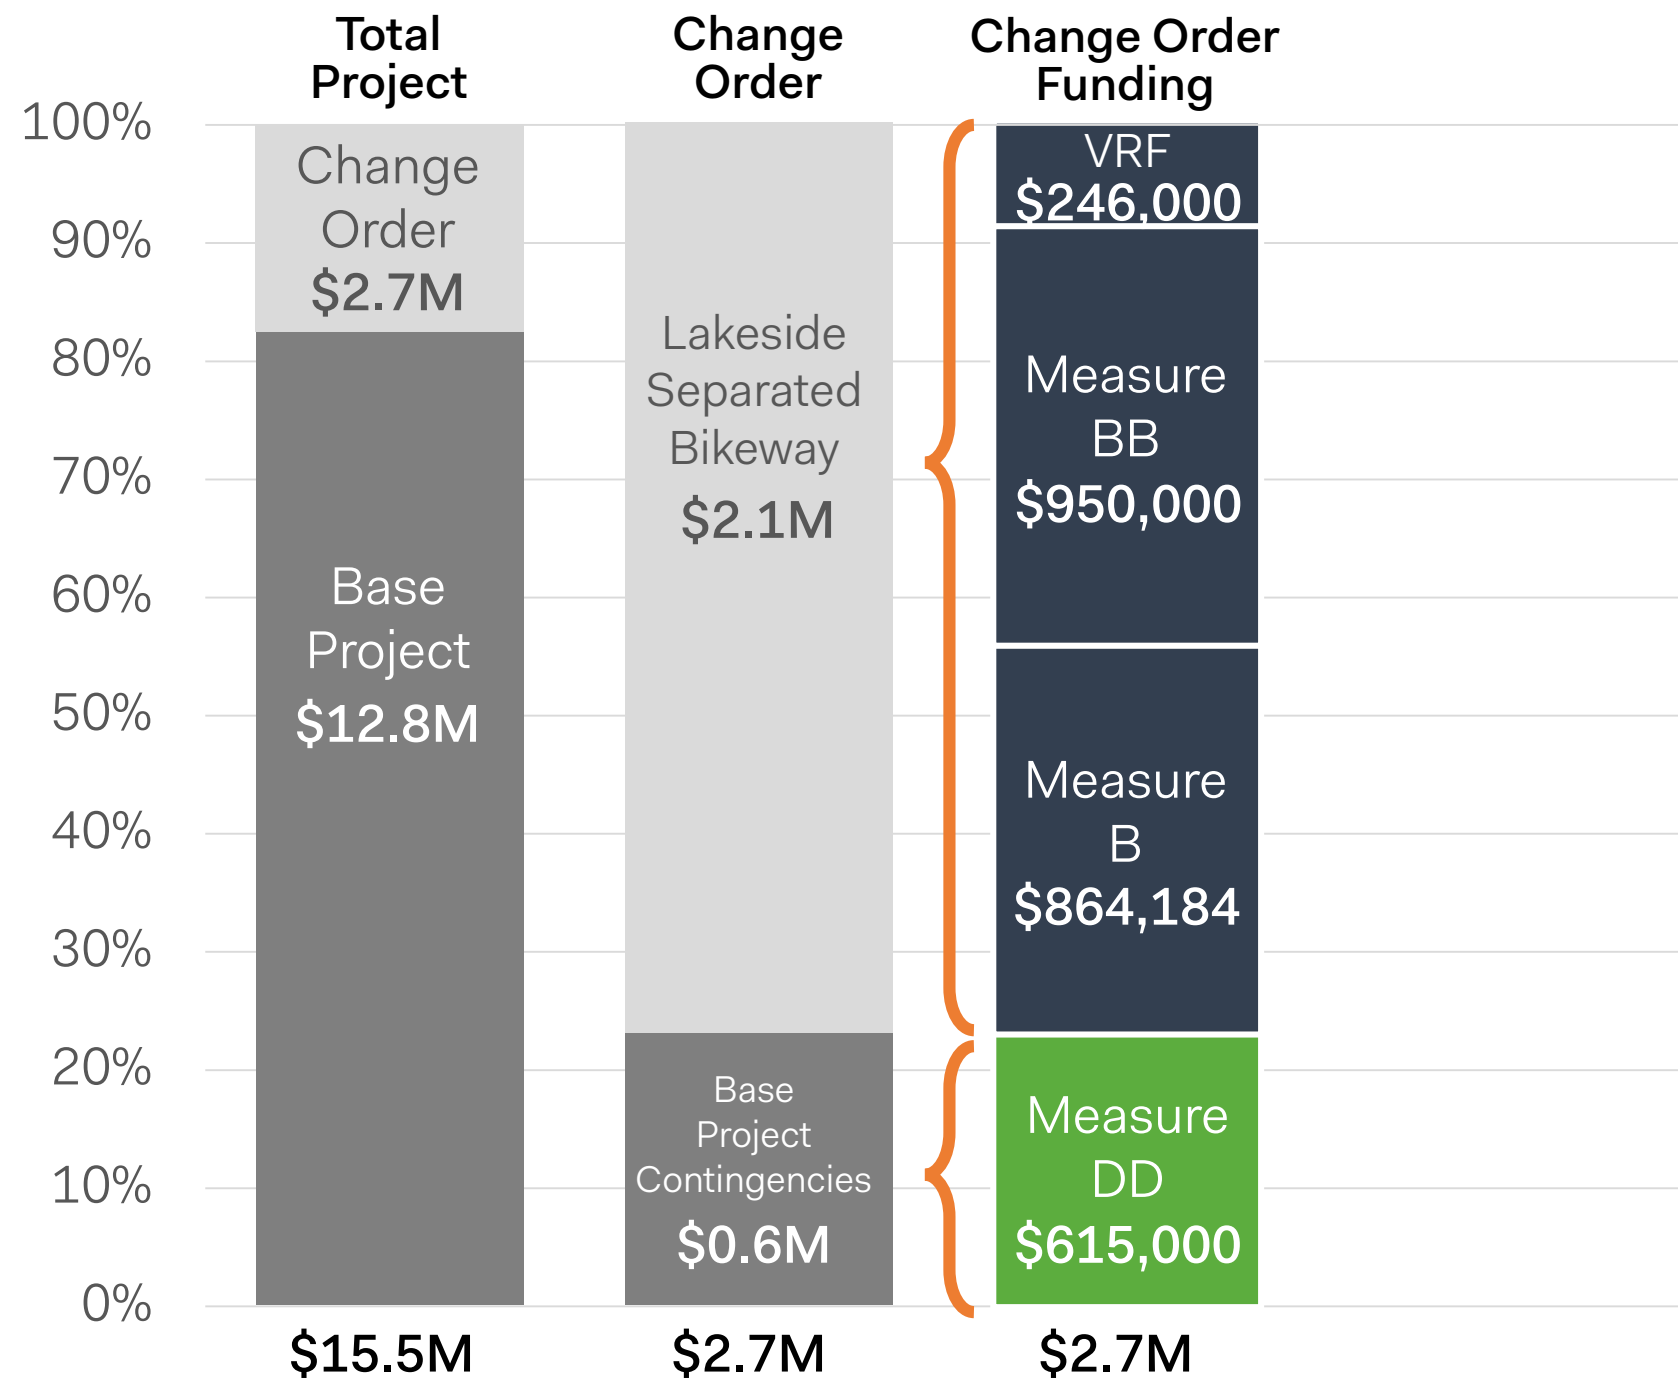 Total
Project
Change
Order
Change Order
Funding
100%
90%
80%
70%
60%
50%
40%
30%
20%
10%
0%
Change
Order
$2.7M
Base
Project
$12.8M
$15.5M
Lakeside
Separated
Bikeway
$2.1M
Base
Project
Contingencies
$0.6M
$2.7M
VRF
$246,000
Measure
BB
$950,000
Measure
B
$864,184
Measure
DD
$615,000
$2.7M